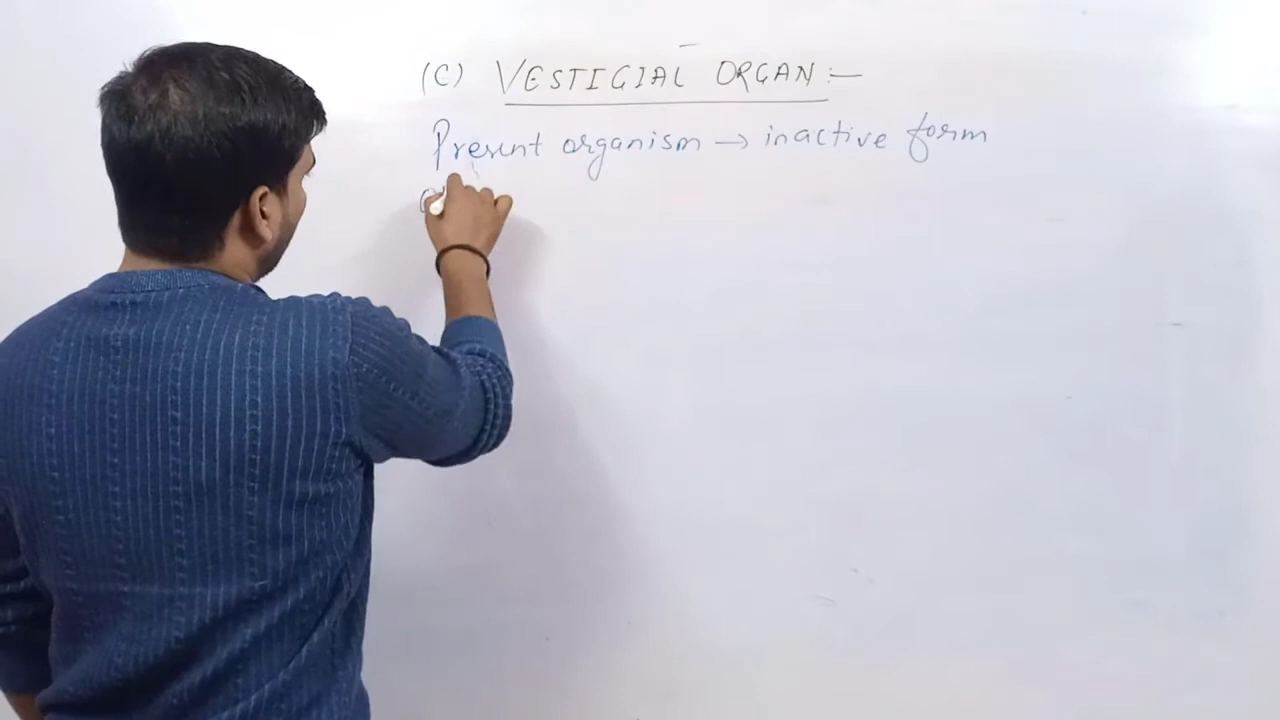 (C) VESTIGIAL ORGAN :-
Present organism → inactive form